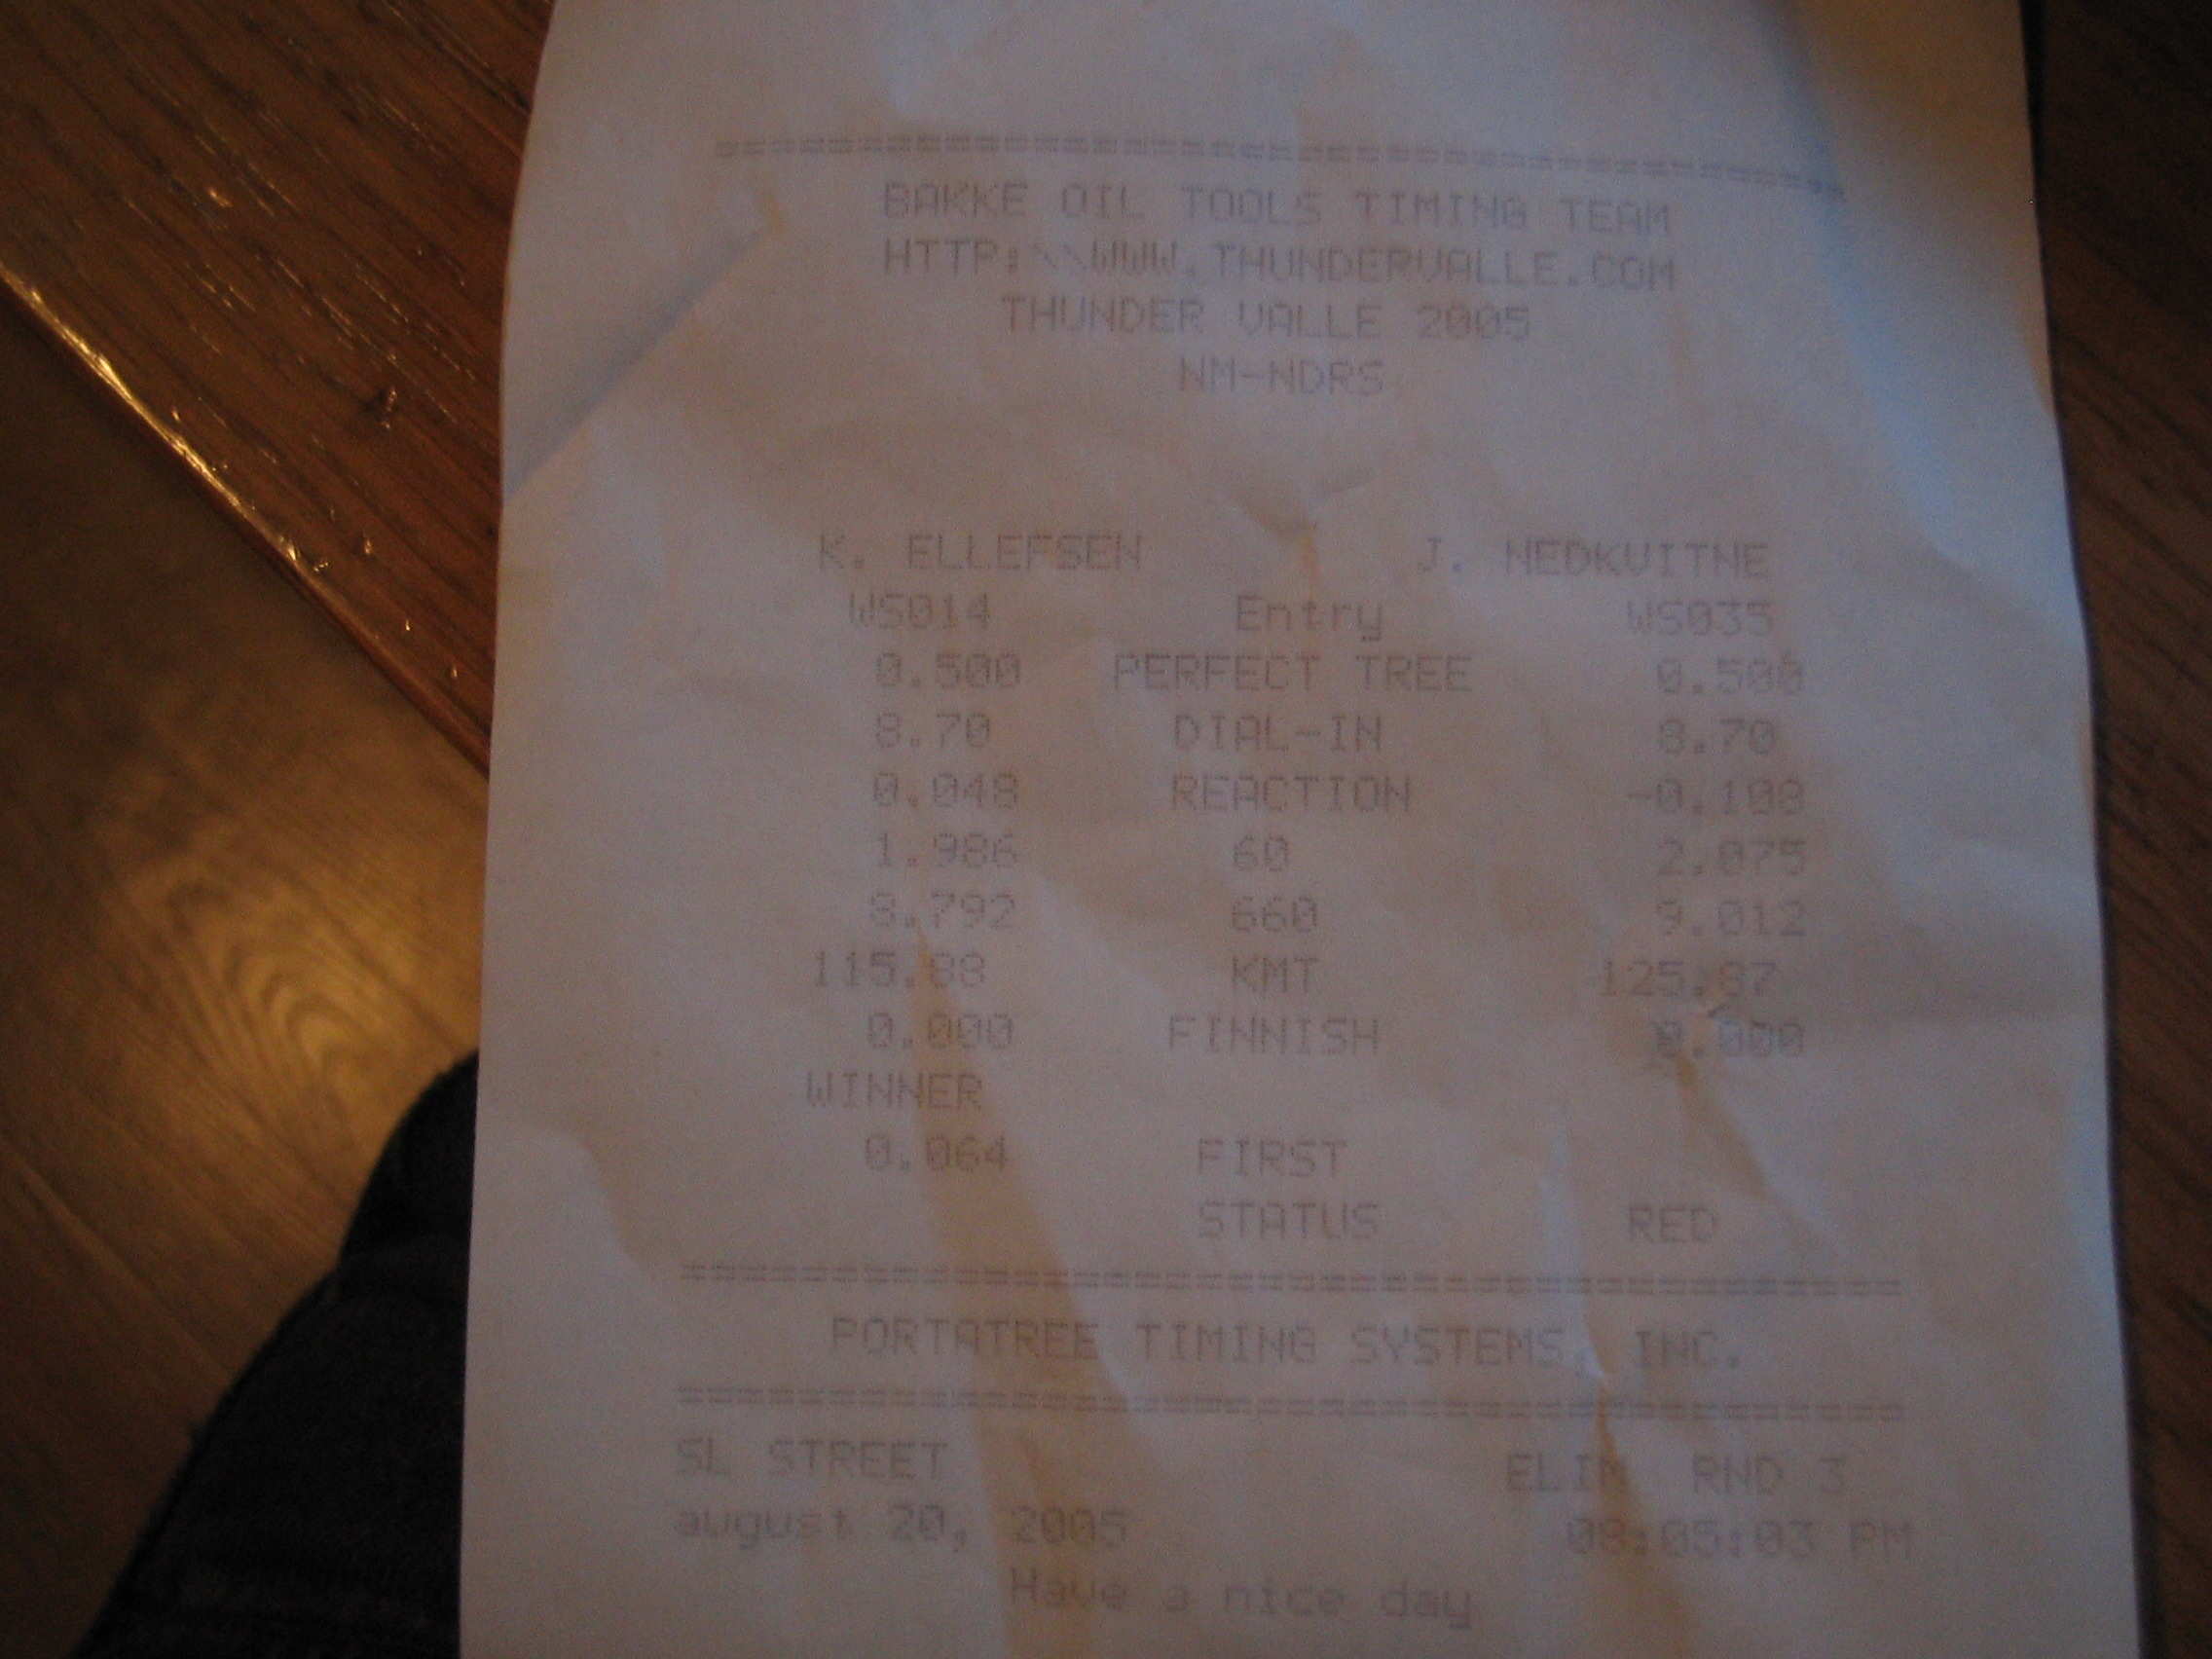 ========================================
BAKKE OIL TOOLS TIMING TEAM
HTTP:\\WWW.THUNDERVALLE.COM
THUNDER VALLE 2005
NM-NDRS
K. ELLEFSEN J. NEDKVITNE
WS014 Entry WS035
0.500 PERFECT TREE 0.500
8.70 DIAL-IN 8.70
0.048 REACTION -0.108
1.986 60 2.075
8.792 660 9.012
115.88 KMT 125.87
0.000 FINNISH 0.000
WINNER
0.064 FIRST
STATUS RED
========================================
PORTATREE TIMING SYSTEMS, INC.
========================================
SL STREET ELIM RND 3
august 20, 2005 08:05:03 PM
Have a nice day